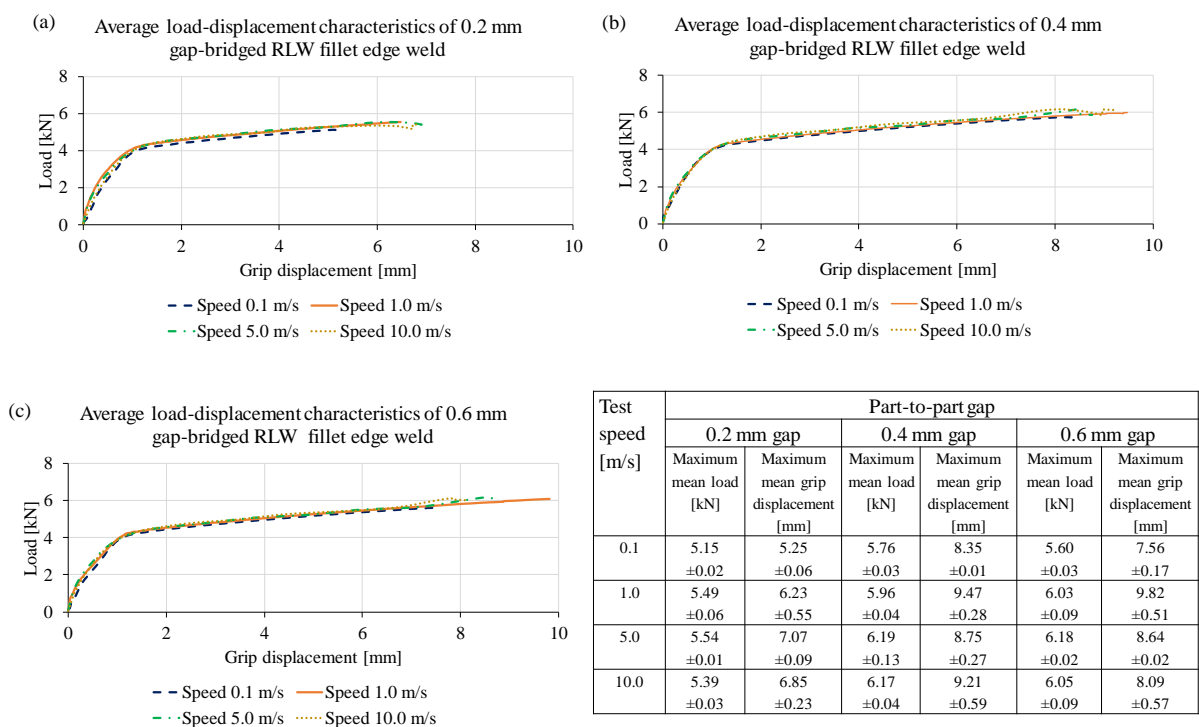 (a)
Average load-displacement characteristics of 0.2 mm
gap-bridged RLW fillet edge weld
8
6
4
2
0
Load [kN]
0 2 4 6 8 10
Grip displacement [mm]
Speed 0.1 m/s Speed 1.0 m/s
Speed 5.0 m/s Speed 10.0 m/s
(b)
Average load-displacement characteristics of 0.4 mm
gap-bridged RLW fillet edge weld
8
6
4
2
0
Load [kN]
0 2 4 6 8 10
Grip displacement [mm]
Speed 0.1 m/s Speed 1.0 m/s
Speed 5.0 m/s Speed 10.0 m/s
(c)
Average load-displacement characteristics of 0.6 mm
gap-bridged RLW fillet edge weld
8
6
4
2
0
Load [kN]
0 2 4 6 8 10
Grip displacement [mm]
Speed 0.1 m/s Speed 1.0 m/s
Speed 5.0 m/s Speed 10.0 m/s
Test
speed
[m/s]
Part-to-part gap
0.2 mm gap 0.4 mm gap 0.6 mm gap
Maximum Maximum Maximum Maximum Maximum Maximum
mean load mean grip mean load mean grip mean load mean grip
[kN] displacement [kN] displacement [kN] displacement
[mm] [mm] [mm]
0.1 5.15 5.25 5.76 8.35 5.60 7.56
±0.02 ±0.06 ±0.03 ±0.01 ±0.03 ±0.17
1.0 5.49 6.23 5.96 9.47 6.03 9.82
±0.06 ±0.55 ±0.04 ±0.28 ±0.09 ±0.51
5.0 5.54 7.07 6.19 8.75 6.18 8.64
±0.01 ±0.09 ±0.13 ±0.27 ±0.02 ±0.02
10.0 5.39 6.85 6.17 9.21 6.05 8.09
±0.03 ±0.23 ±0.04 ±0.59 ±0.09 ±0.57